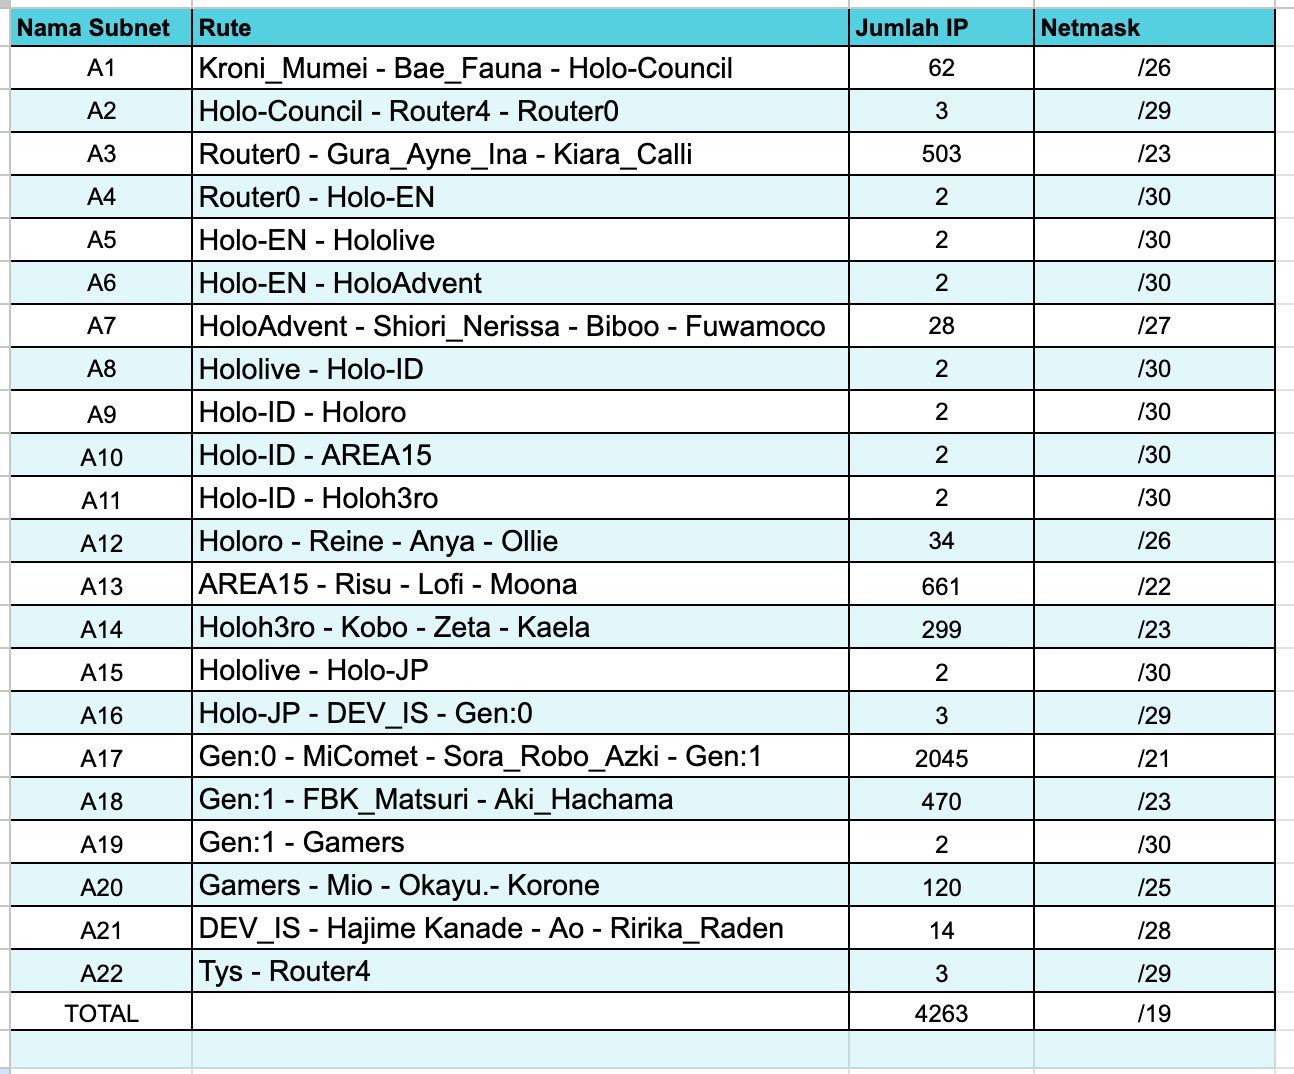 Nama Subnet Rute Jumlah IP Netmask
A1 Kroni_Mumei - Bae_Fauna - Holo-Council 62 /26
A2 Holo-Council - Router4 - Router0 3 /29
A3 Router0 - Gura_Ayne_Ina - Kiara_Calli 503 /23
A4 Router0 - Holo-EN 2 /30
A5 Holo-EN - Hololive 2 /30
A6 Holo-EN - HoloAdvent 2 /30
A7 HoloAdvent - Shiori_Nerissa - Biboo - Fuwamoco 28 /27
A8 Hololive - Holo-ID 2 /30
A9 Holo-ID - Holoro 2 /30
A10 Holo-ID - AREA15 2 /30
A11 Holo-ID - Holoh3ro 2 /30
A12 Holoro - Reine - Anya - Ollie 34 /26
A13 AREA15 - Risu - Lofi - Moona 661 /22
A14 Holoh3ro - Kobo - Zeta - Kaela 299 /23
A15 Hololive - Holo-JP 2 /30
A16 Holo-JP - DEV_IS - Gen:0 3 /29
A17 Gen:0 - MiComet - Sora_Robo_Azki - Gen:1 2045 /21
A18 Gen:1 - FBK_Matsuri - Aki_Hachama 470 /23
A19 Gen:1 - Gamers 2 /30
A20 Gamers - Mio - Okayu.- Korone 120 /25
A21 DEV_IS - Hajime Kanade - Ao - Ririka_Raden 14 /28
A22 Tys - Router4 3 /29
TOTAL 4263 /19